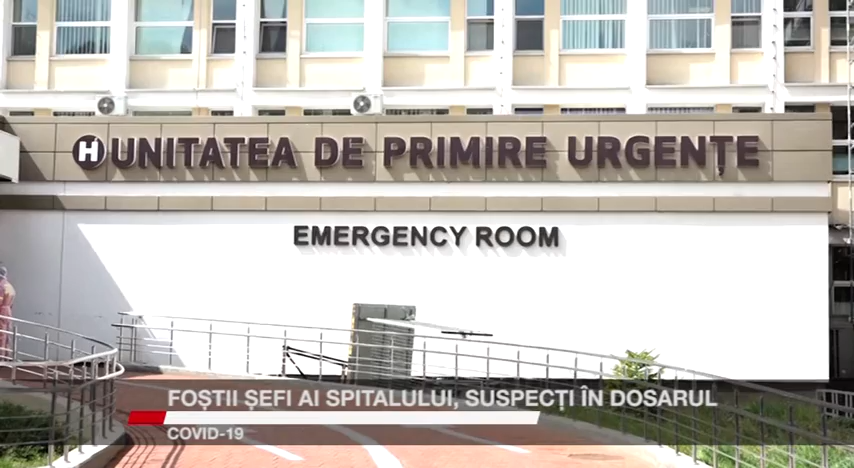 H UNITATEA DE PRIMIRE URGENȚE
EMERGENCY ROOM
FOȘTII ȘEFI AI SPITALULUI, SUSPECȚI ÎN DOSARUL
COVID-19